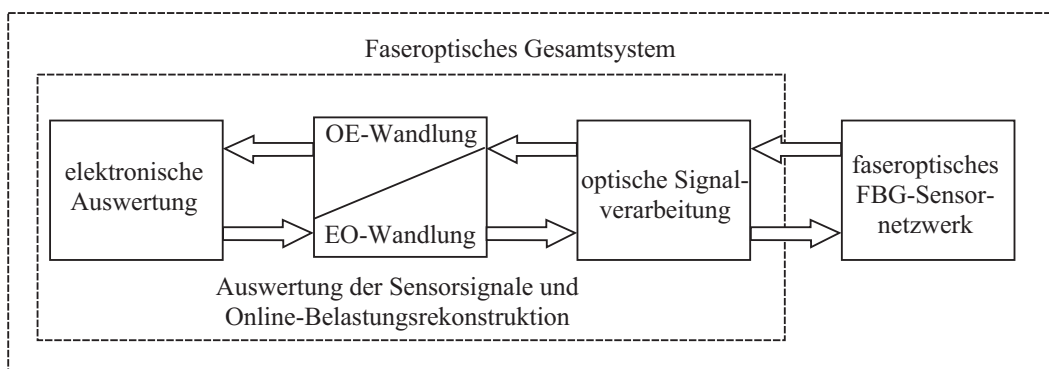 Faseroptisches Gesamtsystem
elektronische
Auswertung
OE-Wandlung
EO-Wandlung
optische Signal-
verarbeitung
faseroptisches
FBG-Sensor-
netzwerk
Auswertung der Sensorsignale und
Online-Belastungsrekonstruktion